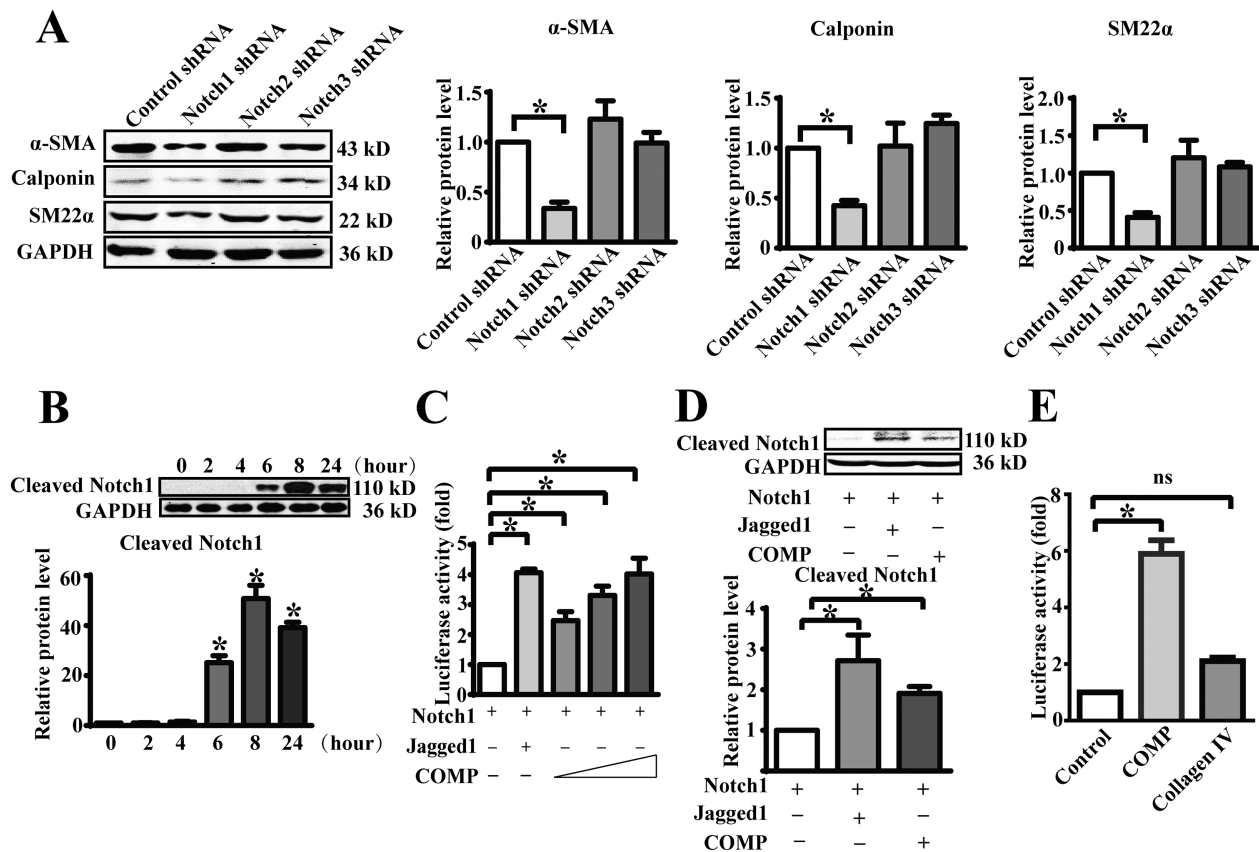 A
Control shRNA
Notch1 shRNA
Notch2 shRNA
Notch3 shRNA
α-SMA
43 kD
Calponin
34 kD
SM22α
22 kD
GAPDH
36 kD
α-SMA
Relative protein level
1.5
1.0
0.5
0
*
Control shRNA
Notch1 shRNA
Notch2 shRNA
Notch3 shRNA
Calponin
Relative protein level
1.5
1.0
0.5
0
*
Control shRNA
Notch1 shRNA
Notch2 shRNA
Notch3 shRNA
SM22α
Relative protein level
2.0
1.5
1.0
0.5
0
*
Control shRNA
Notch1 shRNA
Notch2 shRNA
Notch3 shRNA
B
0 2 4 6 8 24 (hour)
Cleaved Notch1
110 kD
GAPDH
36 kD
Cleaved Notch1
Relative protein level
60
40
20
0
* * *
0 2 4 6 8 24 (hour)
C
Luciferase activity (fold)
5
4
3
2
1
0
* * * *
Notch1 + + + + +
Jagged1 − + − − −
COMP − −
D
Cleaved Notch1
110 kD
GAPDH
36 kD
Notch1 + + +
Jagged1 − + −
COMP − − +
Cleaved Notch1
Relative protein level
4
3
2
1
0
* *
Notch1 + + +
Jagged1 − + −
COMP − − +
E
Luciferase activity (fold)
8
6
4
2
0
ns
*
Control
COMP
Collagen IV